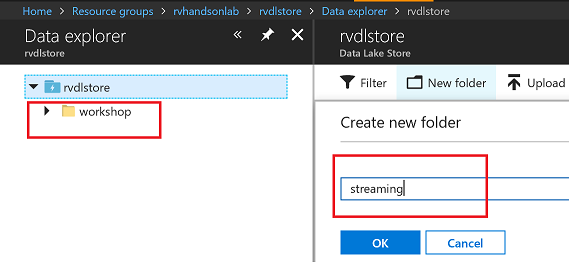 Home > Resource groups > rvhandsonlab > rvdlstore > Data explorer > rvdlstore
Data explorer
rvdlstore
rvdlstore
workshop
rvdlstore
Data Lake Store
Filter
New folder
Upload
Create new folder
streaming
OK
Cancel